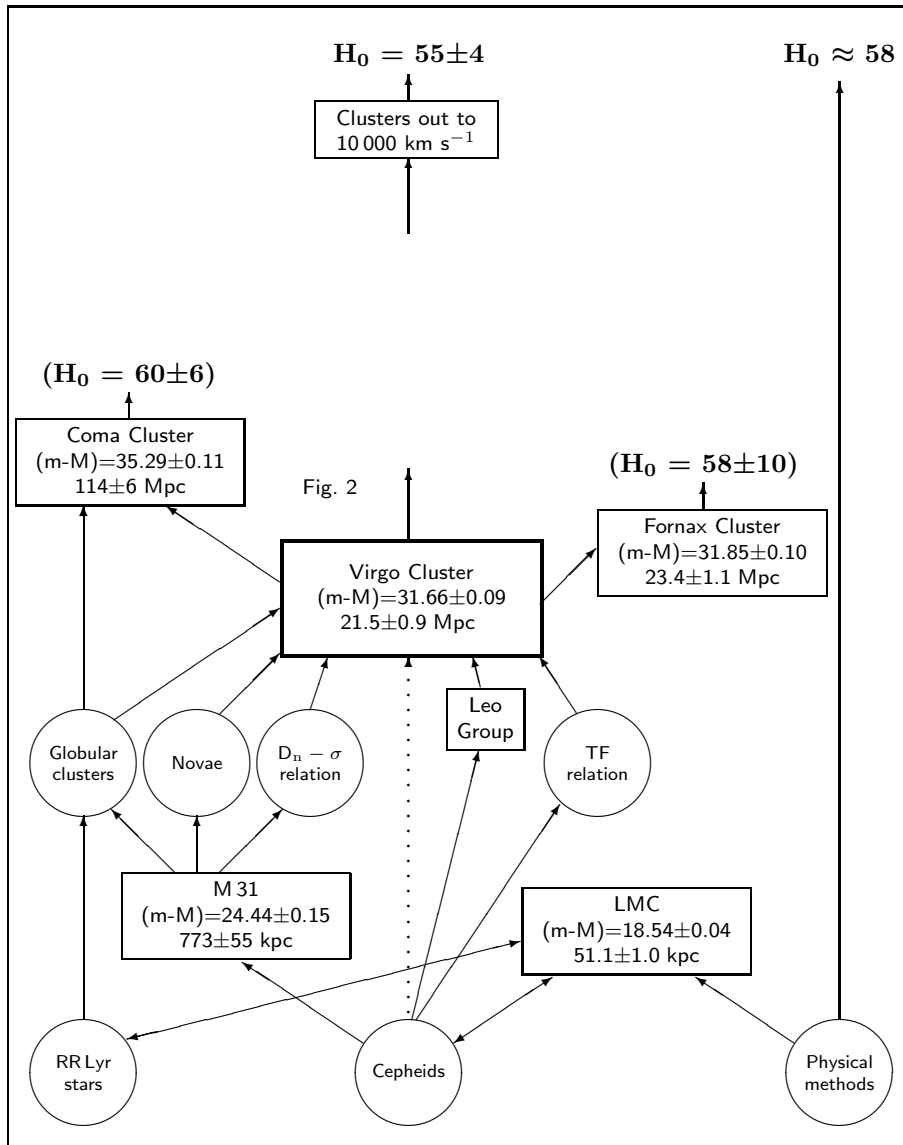 H₀ = 55±4
H₀ ≈ 58
Clusters out to
10 000 km s⁻¹
(H₀ = 60±6)
Coma Cluster
(m-M)=35.29±0.11
114±6 Mpc
Fig. 2
(H₀ = 58±10)
Fornax Cluster
(m-M)=31.85±0.10
23.4±1.1 Mpc
Virgo Cluster
(m-M)=31.66±0.09
21.5±0.9 Mpc
Globular
clusters
Novae
Dₙ − σ
relation
Leo
Group
TF
relation
M 31
(m-M)=24.44±0.15
773±55 kpc
LMC
(m-M)=18.54±0.04
51.1±1.0 kpc
RR Lyr
stars
Cepheids
Physical
methods